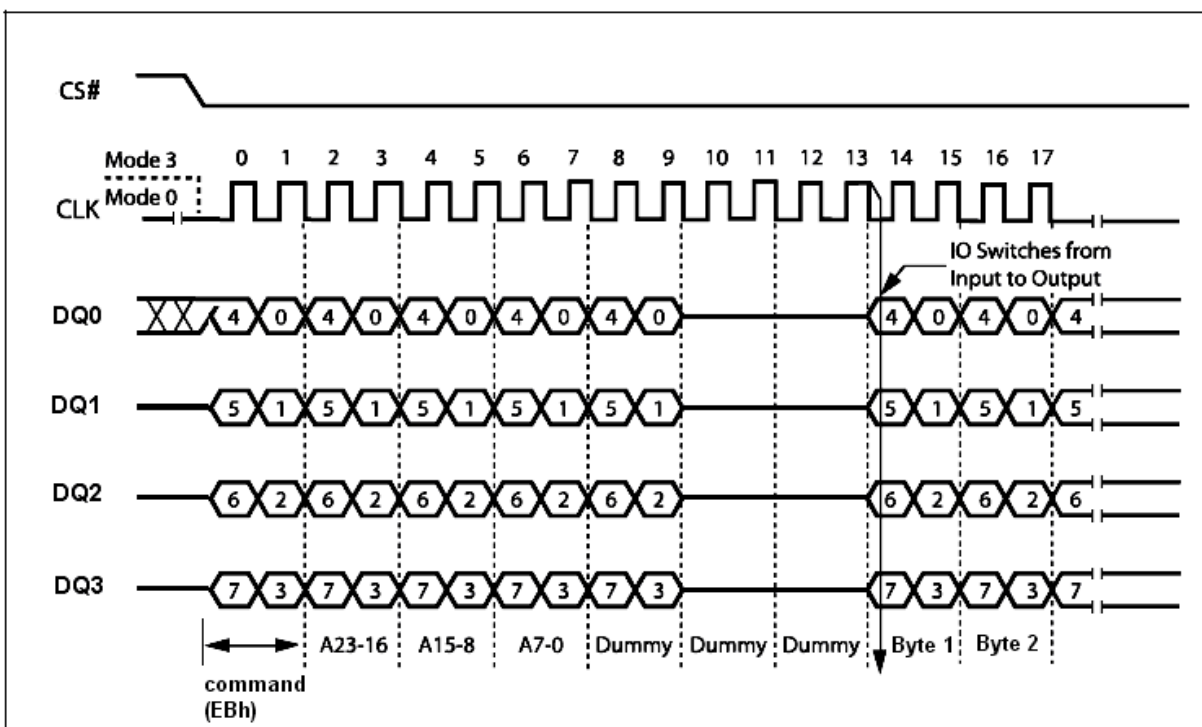 CS#
Mode 3
0 1 2 3 4 5 6 7 8 9 10 11 12 13 14 15 16 17
CLK Mode 0
IO Switches from
Input to Output
DQ0 4 0 4 0 4 0 4 0 4 0 4 0 4 0 4
DQ1 5 1 5 1 5 1 5 1 5 1 5 1 5 1 5
DQ2 6 2 6 2 6 2 6 2 6 2 6 2 6 2 6
DQ3 7 3 7 3 7 3 7 3 7 3 7 3 7 3 7
A23-16 A15-8 A7-0 Dummy Dummy Dummy Byte 1 Byte 2
command
(EBh)